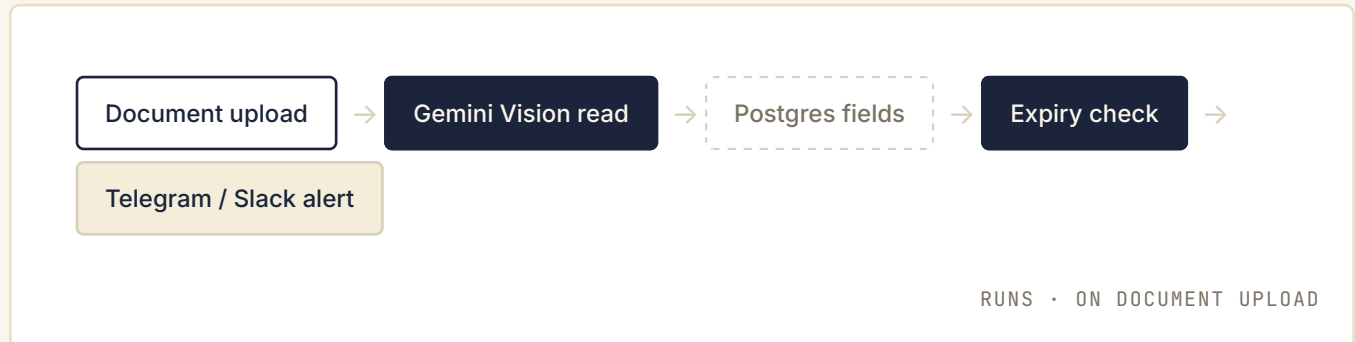 Document upload → Gemini Vision read → Postgres fields → Expiry check →
Telegram / Slack alert
RUNS · ON DOCUMENT UPLOAD